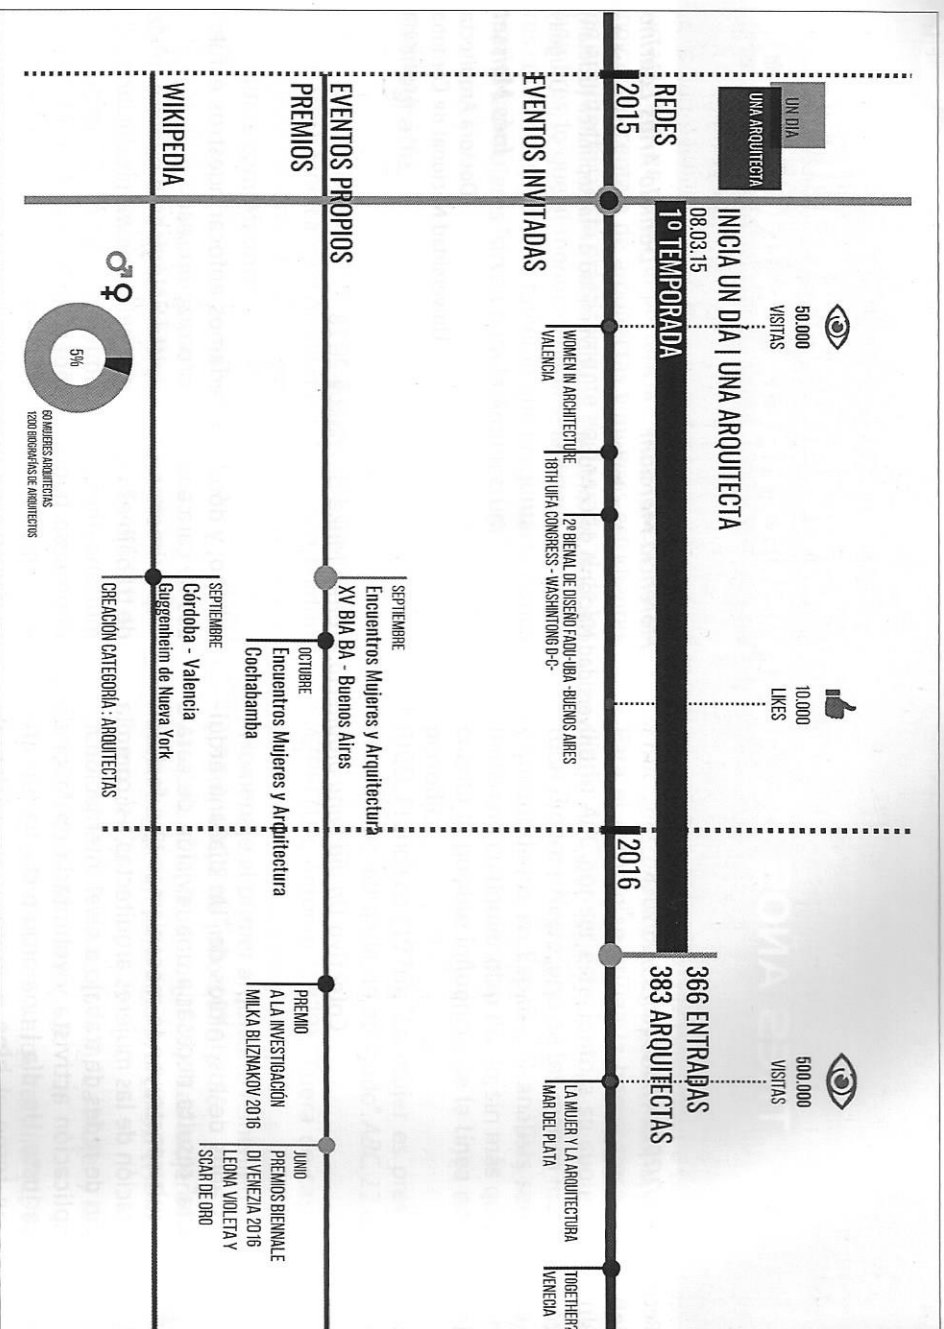 UN DIA
UNA ARQUITECTA
INICIA UN DÍA | UNA ARQUITECTA
08.03.15
1º TEMPORADA
REDES
2015
2016
50.000
VISITAS
10.000
LIKES
500.000
VISITAS
366 ENTRADAS
383 ARQUITECTAS
EVENTOS INVITADAS
WOMEN IN ARCHITECTURE
VALENCIA
2º BIENAL DE DISEÑO FADU-UBA -BUENOS AIRES
18TH UIFA CONGRESS - WASHINTONG D-C-
LA MUJER Y LA ARQUITECTURA
MAR DEL PLATA
TOGETHER?
VENECIA
EVENTOS PROPIOS
PREMIOS
SEPTIEMBRE
Encuentros Mujeres y Arquitectura
XV BIA BA - Buenos Aires
OCTUBRE
Encuentros Mujeres y Arquitectura
Cochabamba
PREMIO
A LA INVESTIGACIÓN
MILKA BLIZNAKOV 2016
JUNIO
PREMIOS BIENNALE
DI VENEZIA 2016
LEONA VIOLETA Y
SCAR DE ORO
WIKIPEDIA
SEPTIEMBRE
Córdoba - Valencia
Guggenheim de Nueva York
CREACIÓN CATEGORÍA : ARQUITECTAS
5%
60 MUJERES ARQUITECTAS
1200 BIOGRAFÍAS DE ARQUITECTOS